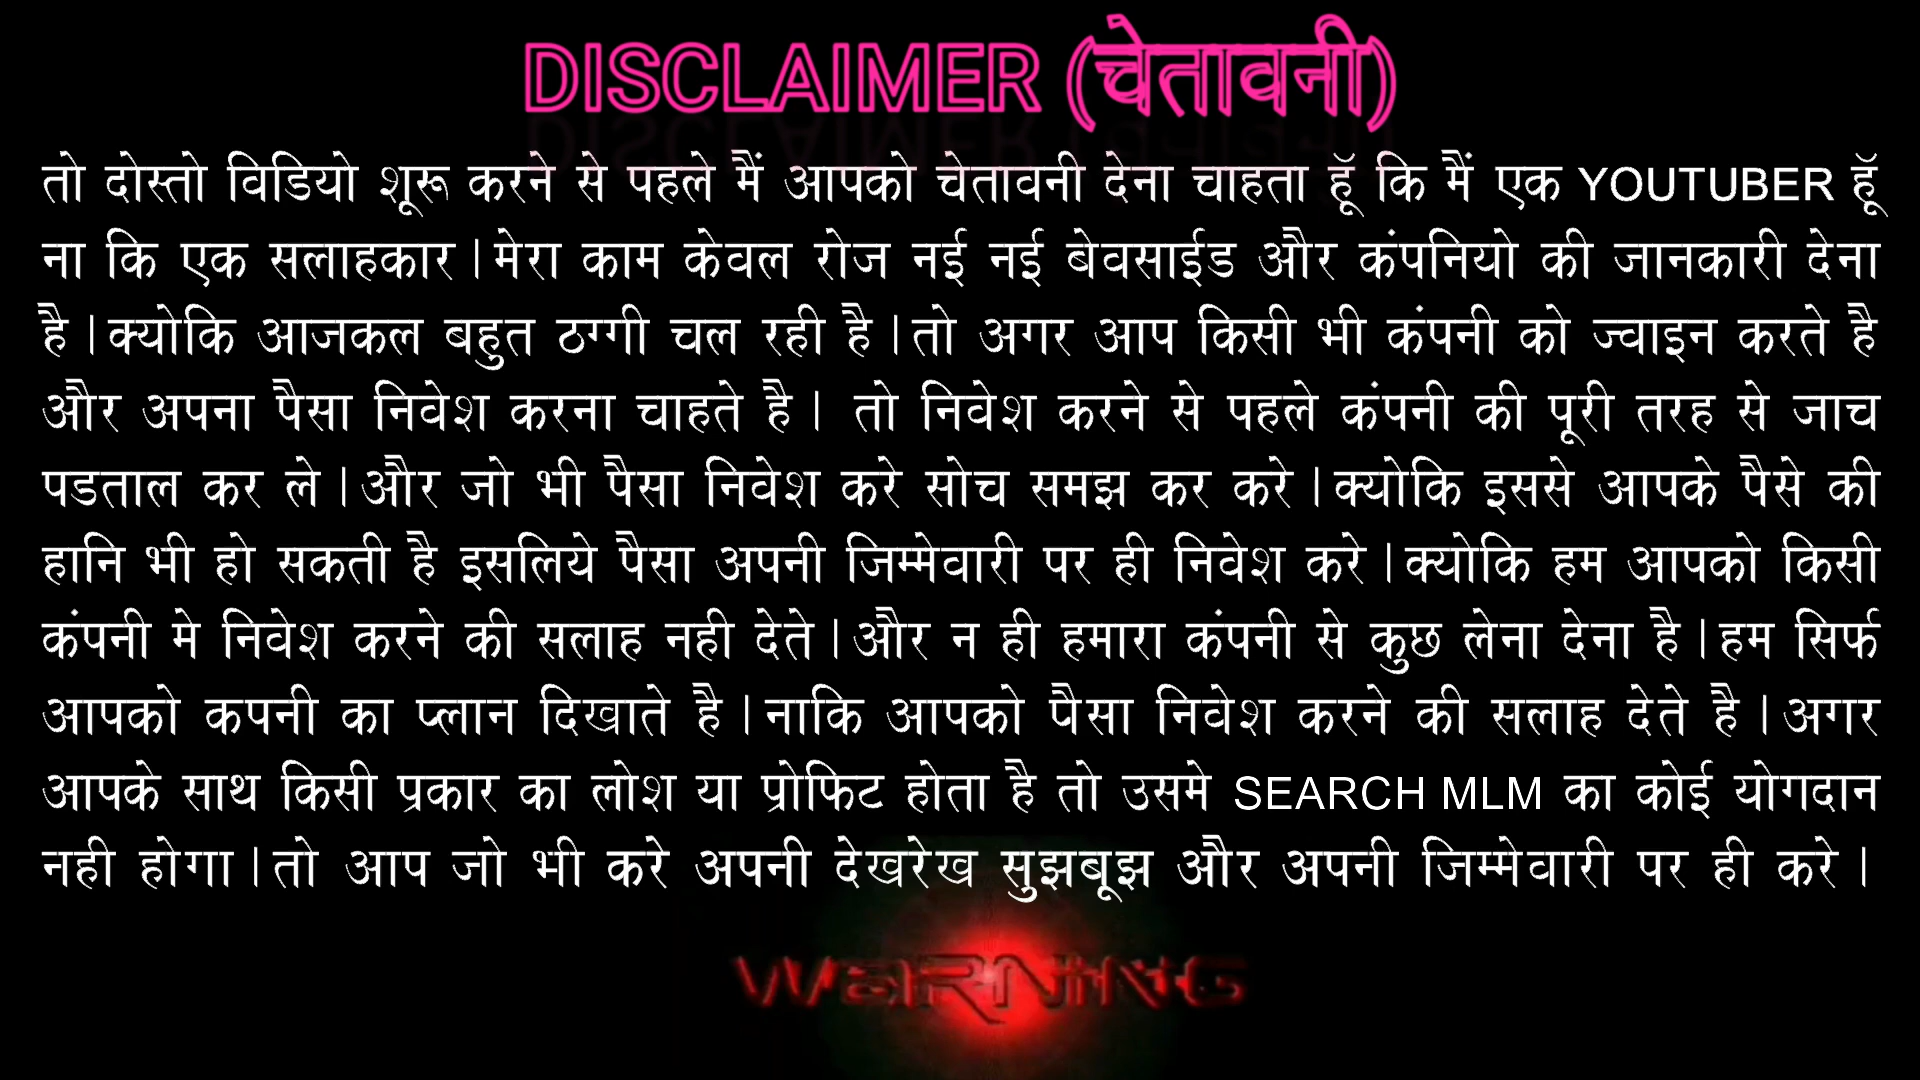 DISCLAIMER (चेतावनी)
तो दोस्तो विडियो शूरू करने से पहले मैं आपको चेतावनी देना चाहता हूॅ कि मैं एक YOUTUBER हूॅ
ना कि एक सलाहकार।मेरा काम केवल रोज नई नई बेवसाईड और कंपनियो की जानकारी देना
है।क्योकि आजकल बहुत ठग्गी चल रही है।तो अगर आप किसी भी कंपनी को ज्वाइन करते है
और अपना पैसा निवेश करना चाहते है। तो निवेश करने से पहले कंपनी की पूरी तरह से जाच
पडताल कर ले।और जो भी पैसा निवेश करे सोच समझ कर करे।क्योकि इससे आपके पैसे की
हानि भी हो सकती है इसलिये पैसा अपनी जिम्मेवारी पर ही निवेश करे।क्योकि हम आपको किसी
कंपनी मे निवेश करने की सलाह नही देते।और न ही हमारा कंपनी से कुछ लेना देना है।हम सिर्फ
आपको कपनी का प्लान दिखाते है।नाकि आपको पैसा निवेश करने की सलाह देते है।अगर
आपके साथ किसी प्रकार का लोश या प्रोफिट होता है तो उसमे SEARCH MLM का कोई योगदान
नही होगा।तो आप जो भी करे अपनी देखरेख सुझबूझ और अपनी जिम्मेवारी पर ही करे।
WARNING